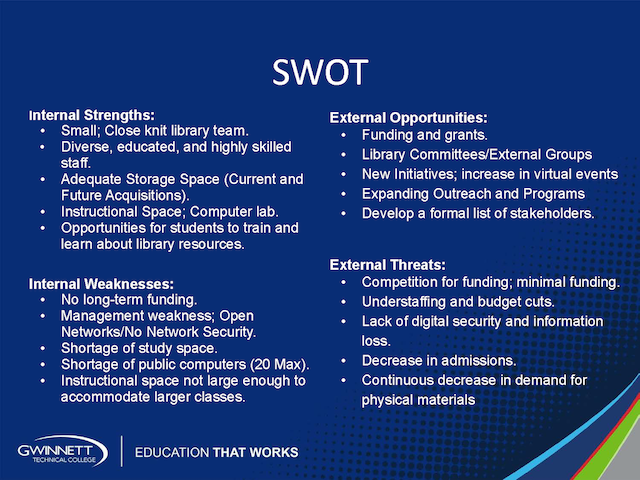 SWOT
Internal Strengths:
• Small; Close knit library team.
• Diverse, educated, and highly skilled
staff.
• Adequate Storage Space (Current and
Future Acquisitions).
• Instructional Space; Computer lab.
• Opportunities for students to train and
learn about library resources.
Internal Weaknesses:
• No long-term funding.
• Management weakness; Open
Networks/No Network Security.
• Shortage of study space.
• Shortage of public computers (20 Max).
• Instructional space not large enough to
accommodate larger classes.
External Opportunities:
• Funding and grants.
• Library Committees/External Groups
• New Initiatives; increase in virtual events
• Expanding Outreach and Programs
• Develop a formal list of stakeholders.
External Threats:
• Competition for funding; minimal funding.
• Understaffing and budget cuts.
• Lack of digital security and information
loss.
• Decrease in admissions.
• Continuous decrease in demand for
physical materials
GWINNETT
TECHNICAL COLLEGE
EDUCATION THAT WORKS